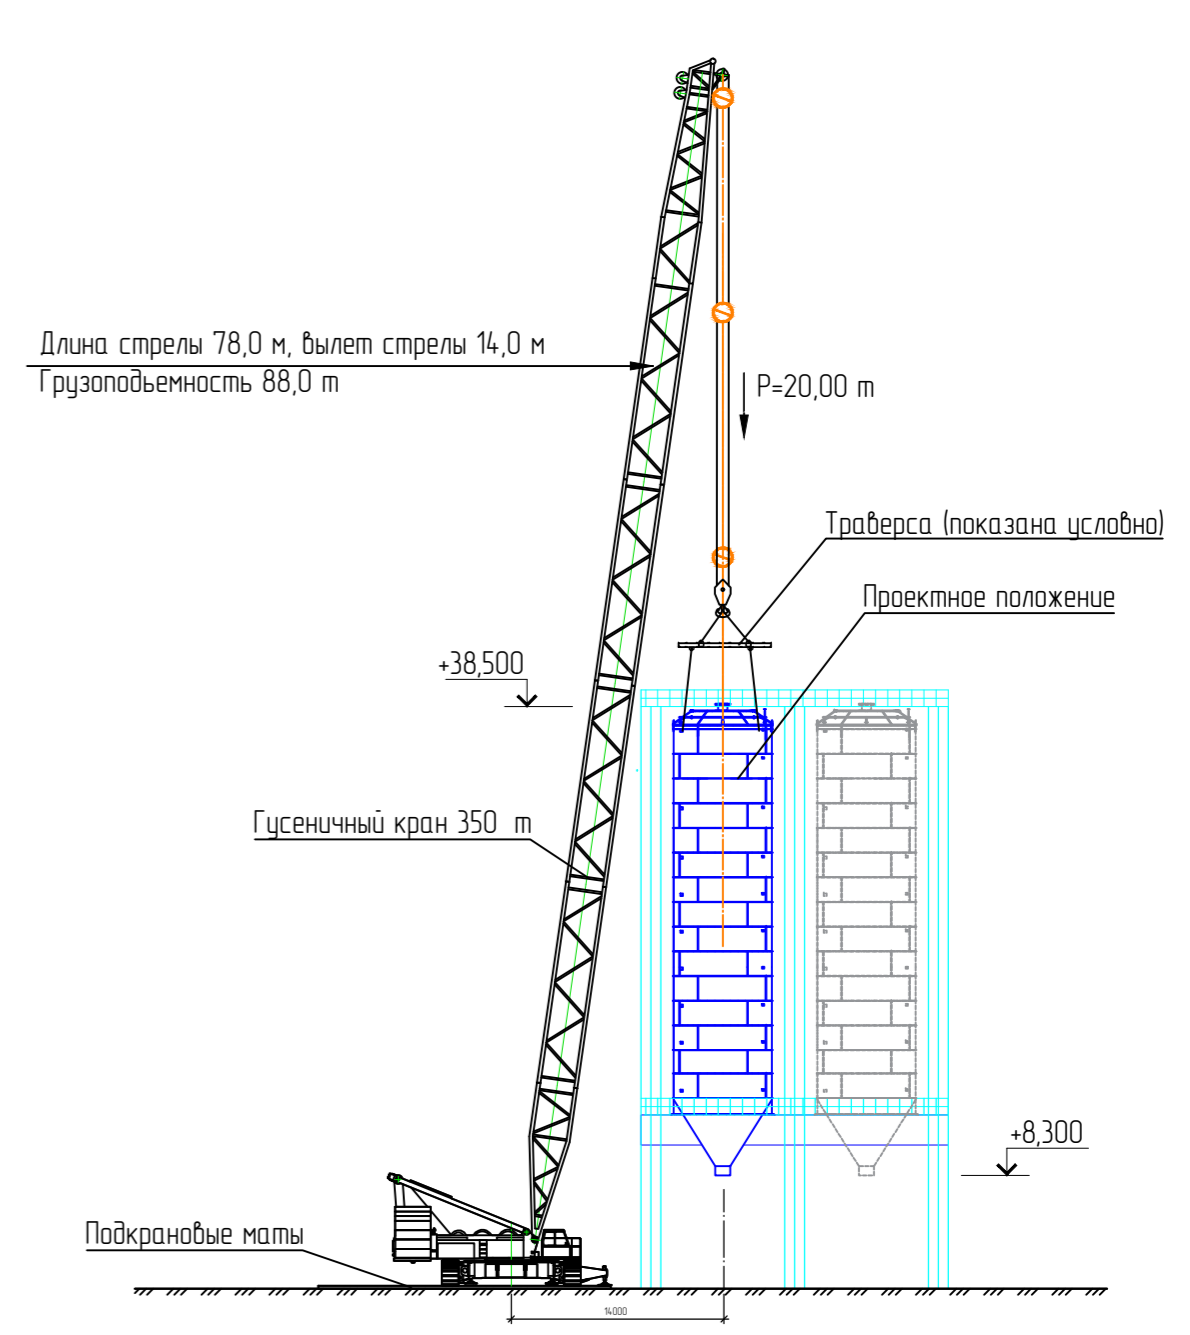 Длина стрелы 78,0 м, вылет стрелы 14,0 м
Грузоподьемность 88,0 т
P=20,00 т
Траверса (показана условно)
Проектное положение
+38,500
Гусеничный кран 350 т
+8,300
Подкрановые маты
14000